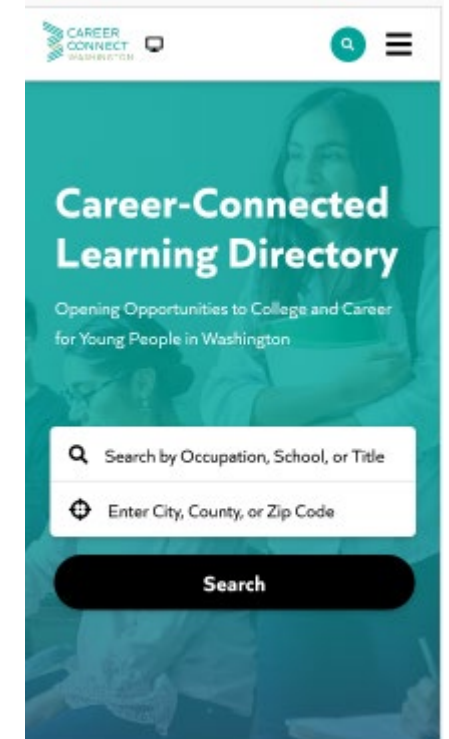 CAREER
CONNECT
WASHINGTON
Career-Connected
Learning Directory
Opening Opportunities to College and Career
for Young People in Washington
Search by Occupation, School, or Title
Enter City, County, or Zip Code
Search